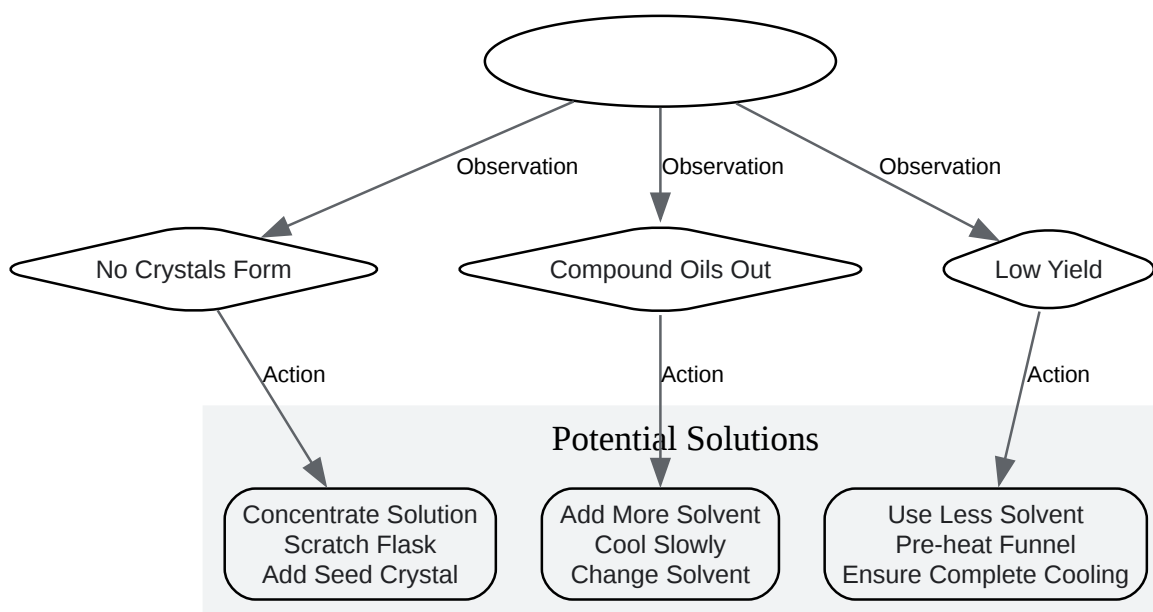 Observation
Observation
Observation
No Crystals Form
Compound Oils Out
Low Yield
Action
Action
Action
Potential Solutions
Concentrate Solution
Scratch Flask
Add Seed Crystal
Add More Solvent
Cool Slowly
Change Solvent
Use Less Solvent
Pre-heat Funnel
Ensure Complete Cooling